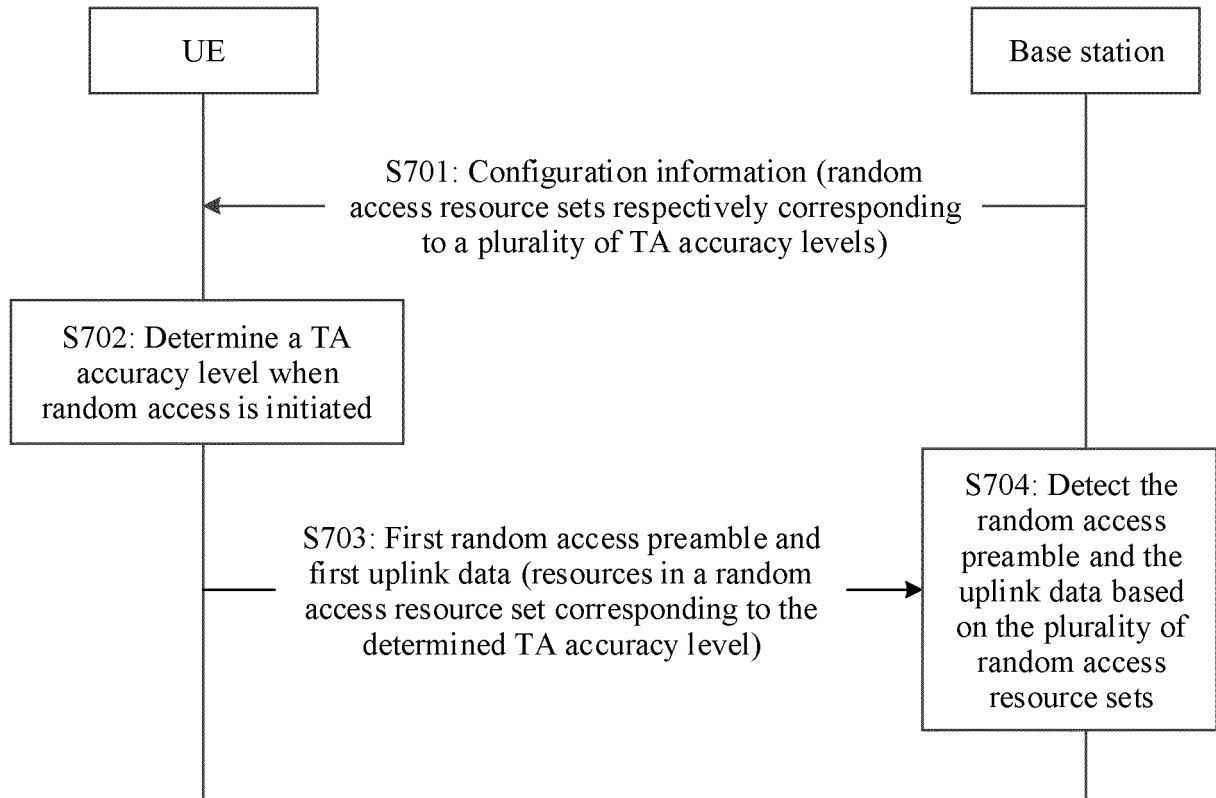 UE
Base station
S701: Configuration information (random
access resource sets respectively corresponding
to a plurality of TA accuracy levels)
S702: Determine a TA
accuracy level when
random access is initiated
S703: First random access preamble and
first uplink data (resources in a random
access resource set corresponding to the
determined TA accuracy level)
S704: Detect the
random access
preamble and the
uplink data based
on the plurality of
random access
resource sets